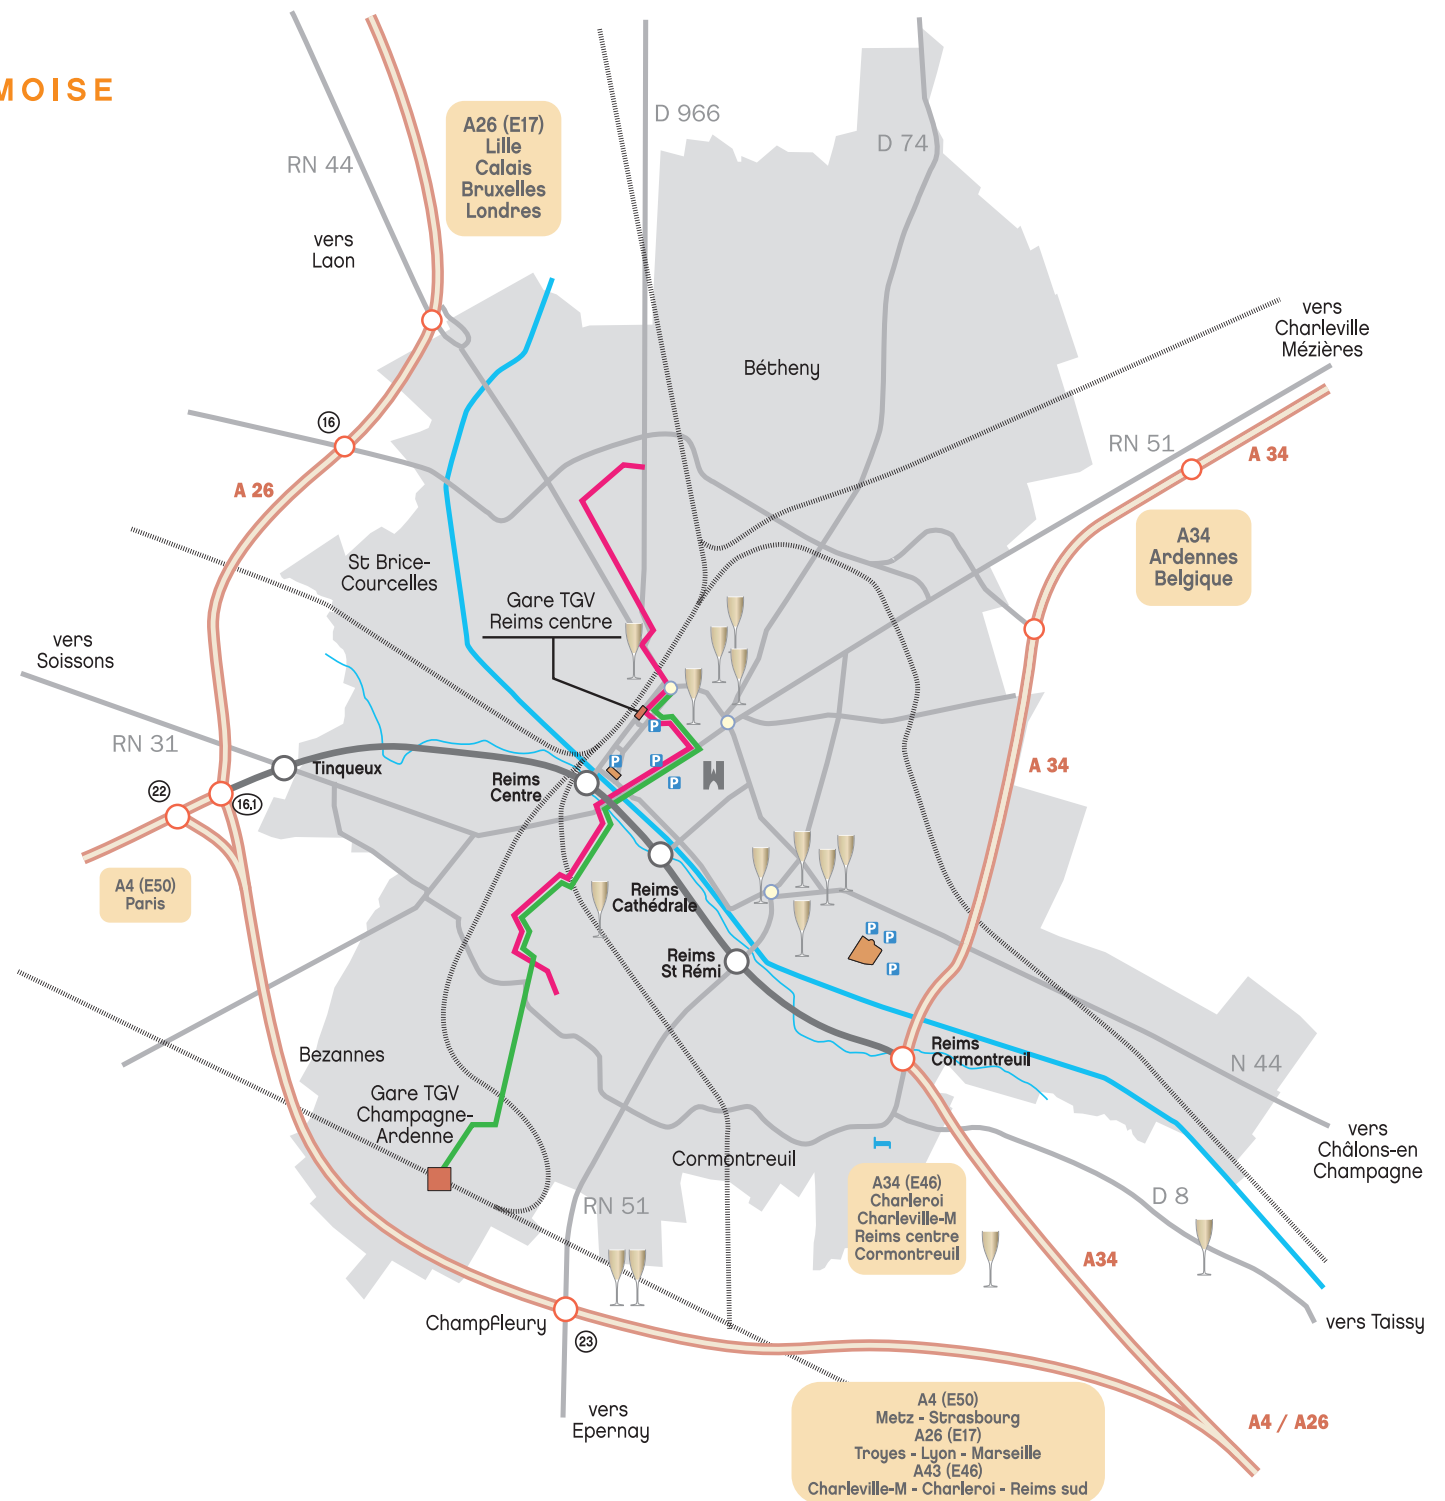 MOISE
D 966
D 74
RN 44
A26 (E17)
Lille
Calais
Bruxelles
Londres
vers
Laon
vers
Charleville
Mézières
Bétheny
16
RN 51
A 34
A 26
A34
Ardennes
Belgique
St Brice-
Courcelles
Gare TGV
Reims centre
vers
Soissons
RN 31
Tinqueux
P
P
P
P
Reims
Centre
A 34
22
16.1
A4 (E50)
Paris
Reims
Cathédrale
Reims
St Rémi
P
P
P
Reims
Cormontreuil
Bezannes
N 44
Gare TGV
Champagne-
Ardenne
vers
Châlons-en
Champagne
Cormontreuil
A34 (E46)
Charleroi
Charleville-M
Reims centre
Cormontreuil
D 8
RN 51
A34
Champfleury
23
vers Taissy
vers
Epernay
A4 (E50)
Metz - Strasbourg
A26 (E17)
Troyes - Lyon - Marseille
A43 (E46)
Charleville-M - Charleroi - Reims sud
A4 / A26